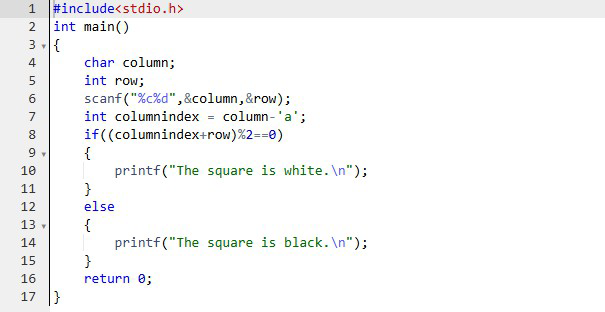 1 #include<stdio.h>
2 int main()
3 {
4     char column;
5     int row;
6     scanf("%c%d",&column,&row);
7     int columnindex = column-'a';
8     if((columnindex+row)%2==0)
9     {
10         printf("The square is white.\n");
11     }
12     else
13     {
14         printf("The square is black.\n");
15     }
16     return 0;
17 }